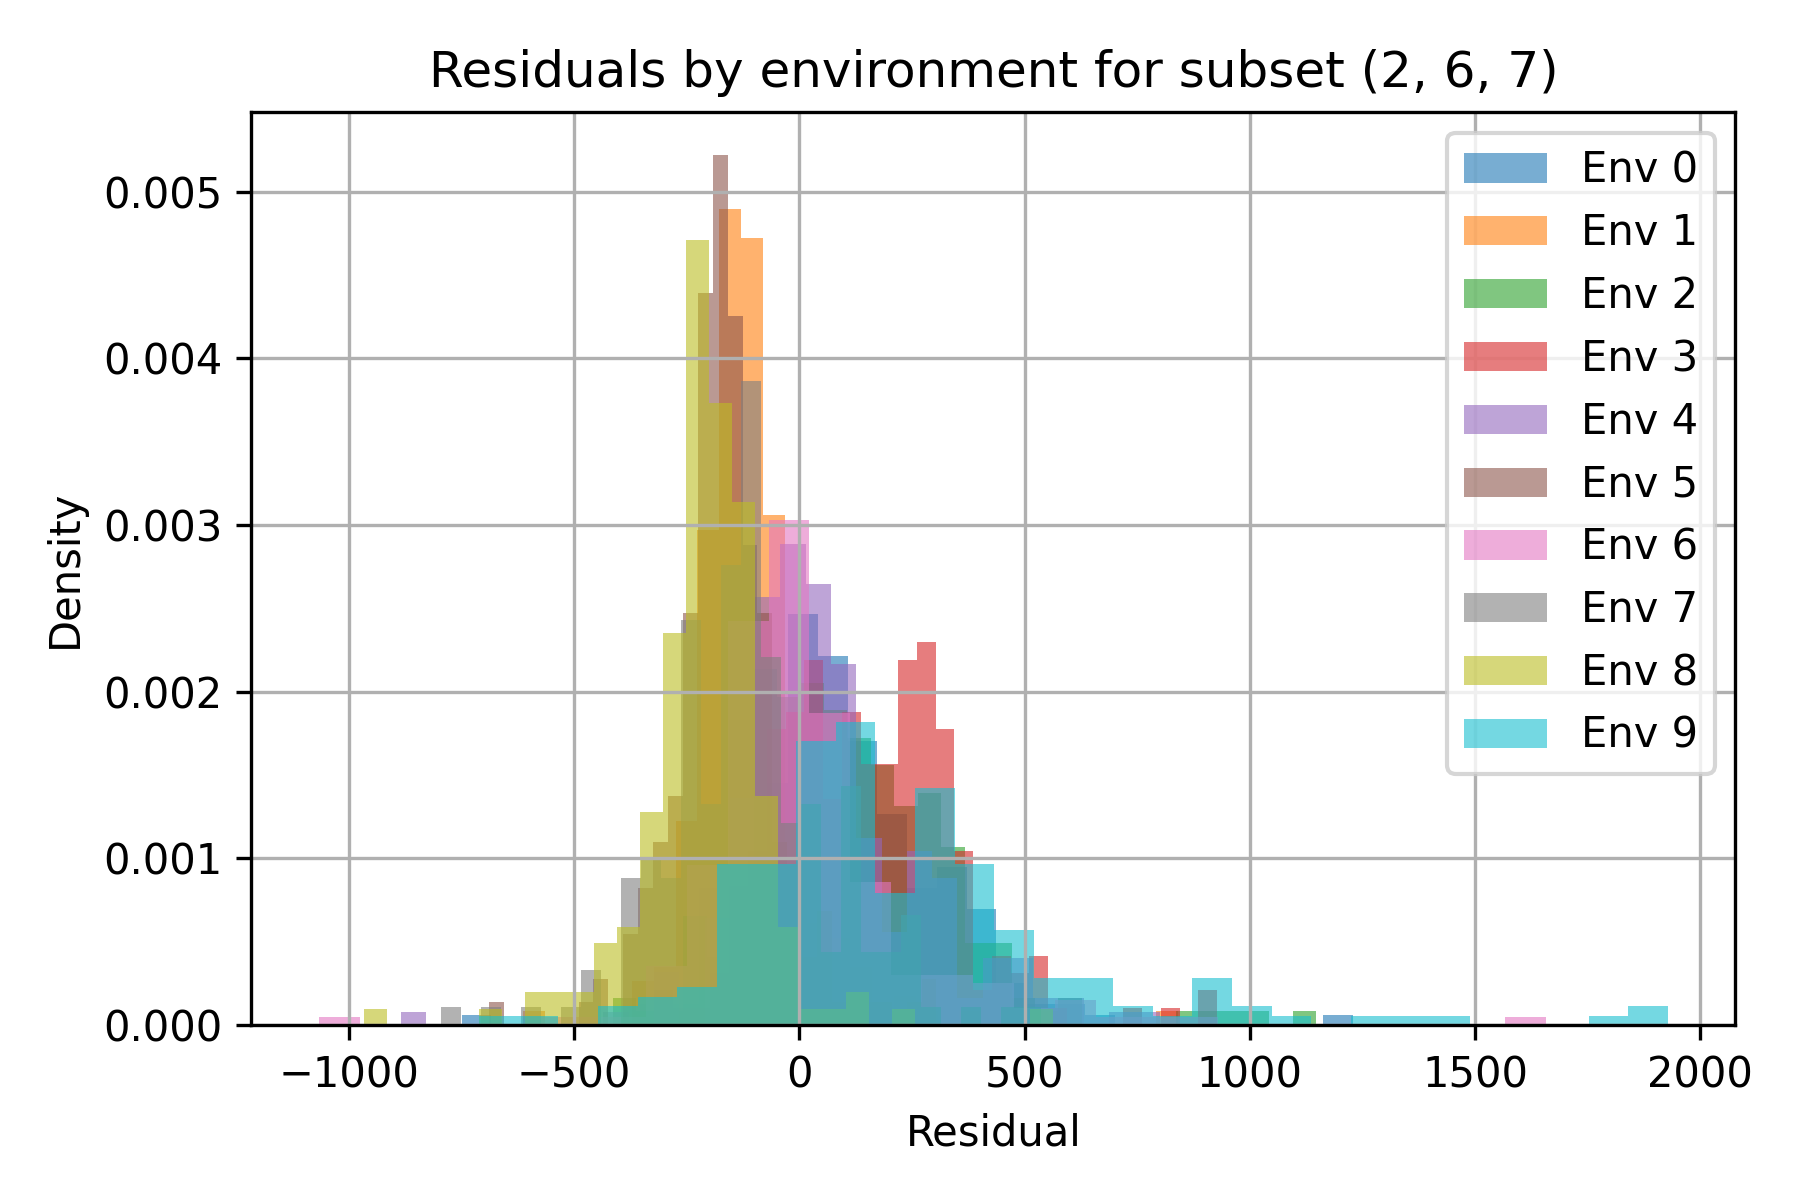 Residuals by environment for subset (2, 6, 7)
Env 0
Env 1
Env 2
Env 3
Env 4
Env 5
Env 6
Env 7
Env 8
Env 9
Density
0.005
0.004
0.003
0.002
0.001
0.000
−1000 −500 0 500 1000 1500 2000
Residual